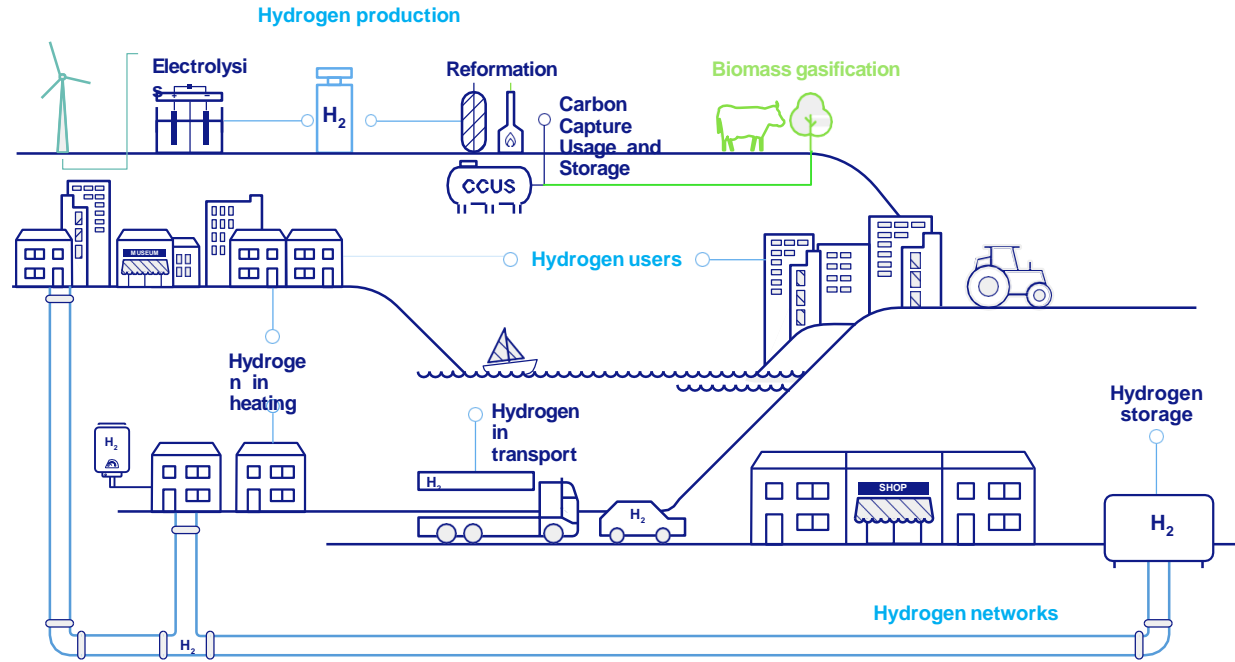 Hydrogen production
Electrolysi
s
+ −
H2
Reformation
Biomass gasification
Carbon
Capture
Usage and
Storage
CCUS
MUSEUM
Hydrogen users
Hydroge
n in
heating
Hydrogen
in
transport
Hydrogen
storage
H2
H2
H2
SHOP
H2
Hydrogen networks
H2